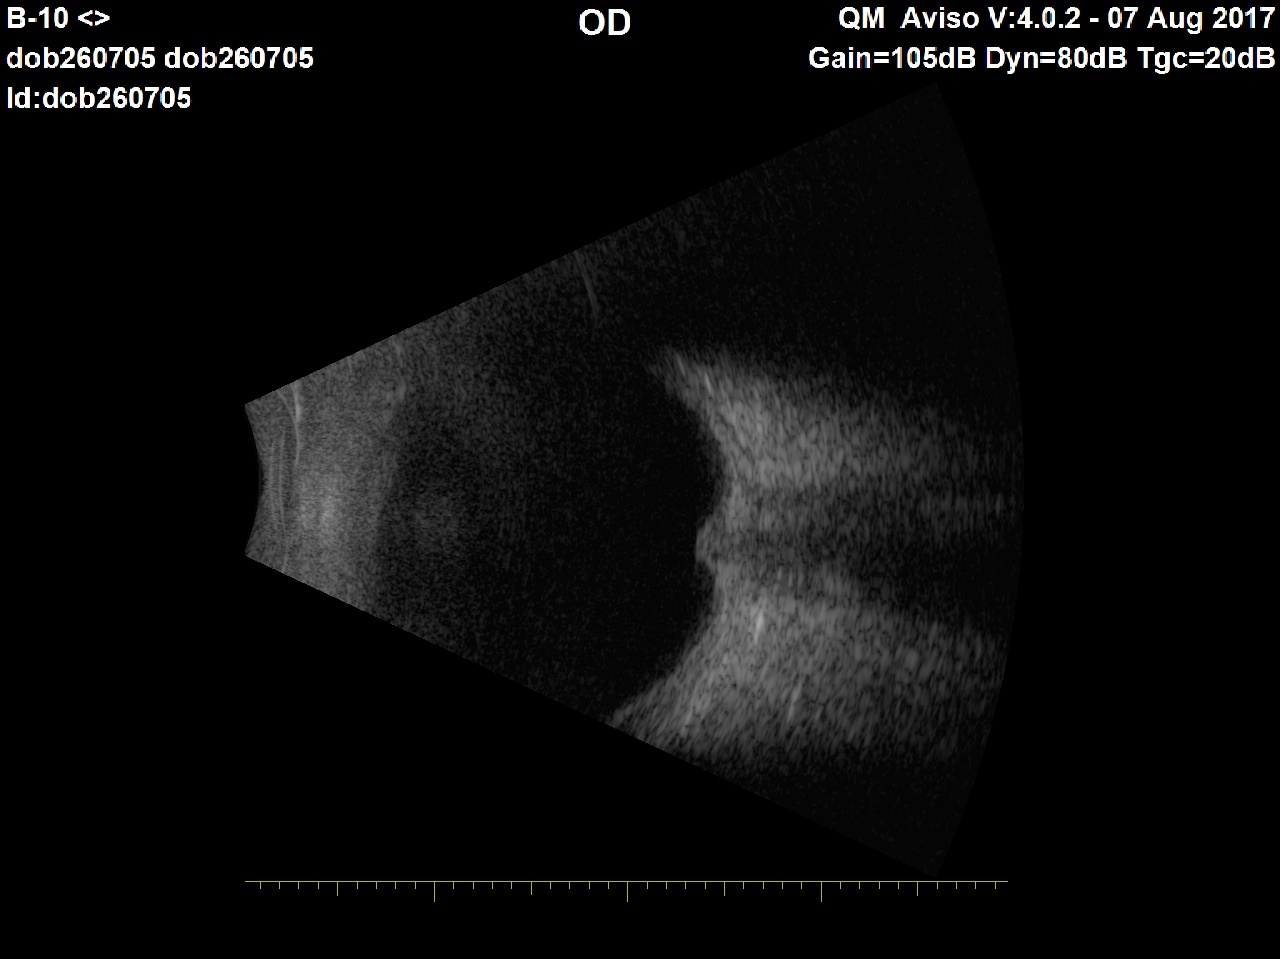 B-10 <>
OD
QM Aviso V:4.0.2 - 07 Aug 2017
dob260705 dob260705
Gain=105dB Dyn=80dB Tgc=20dB
Id:dob260705